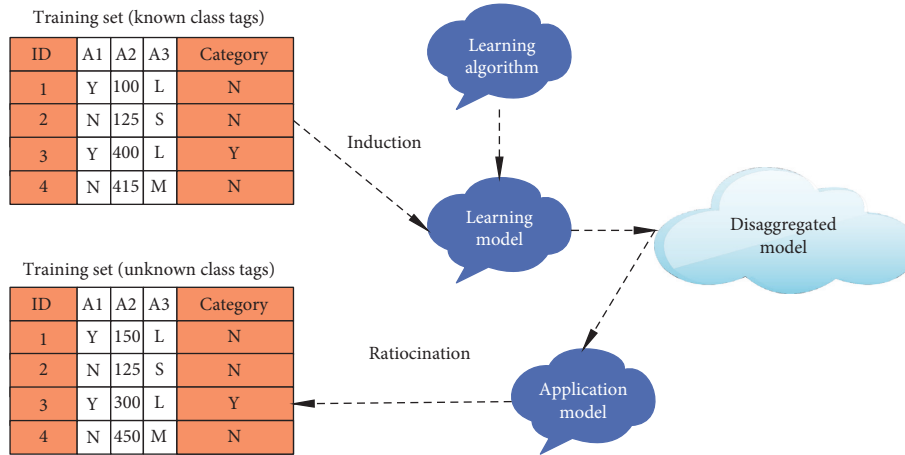 Training set (known class tags)
ID A1 A2 A3 Category
1 Y 100 L N
2 N 125 S N
3 Y 400 L Y
4 N 415 M N
Learning
algorithm
Induction
Learning
model
Disaggregated
model
Training set (unknown class tags)
ID A1 A2 A3 Category
1 Y 150 L N
2 N 125 S N
3 Y 300 L Y
4 N 450 M N
Ratiocination
Application
model